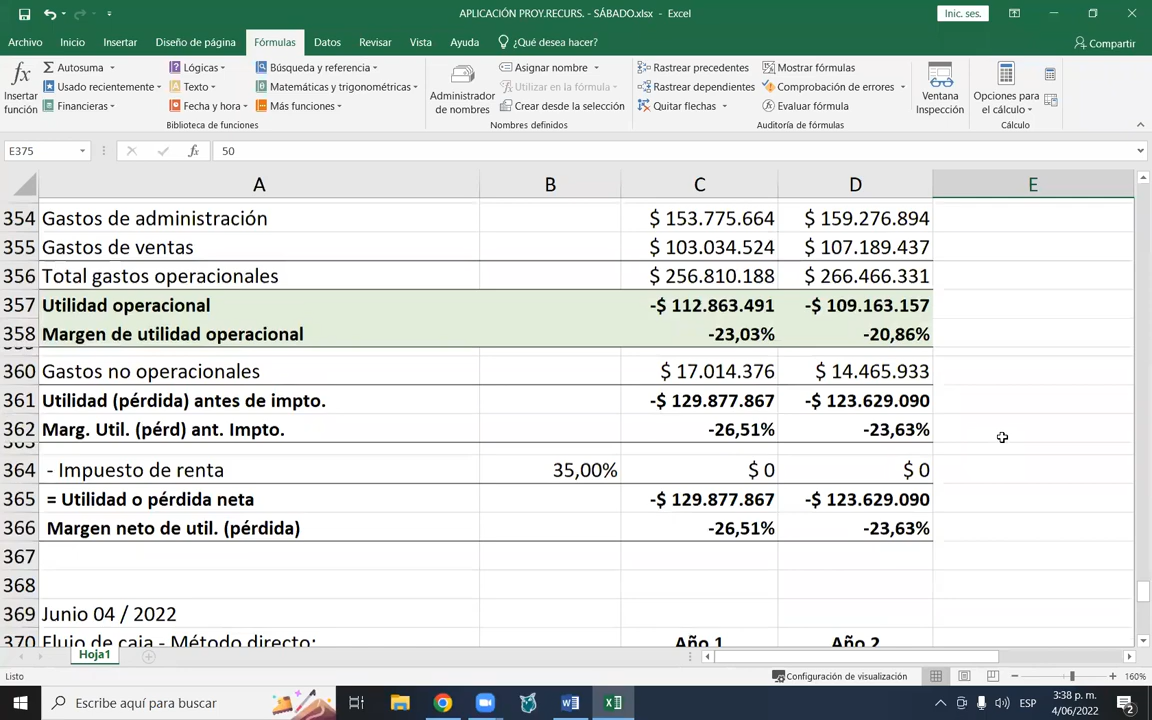 APLICACIÓN PROY.RECURS. - SÁBADO.xlsx - Excel
Inic. ses.
Archivo Inicio Insertar Diseño de página Fórmulas Datos Revisar Vista Ayuda ¿Qué desea hacer? Compartir
Insertar función
Autosuma
Usado recientemente
Financieras
Lógicas
Texto
Fecha y hora
Búsqueda y referencia
Matemáticas y trigonométricas
Más funciones
Biblioteca de funciones
Administrador de nombres
Asignar nombre
Utilizar en la fórmula
Crear desde la selección
Nombres definidos
Rastrear precedentes
Rastrear dependientes
Quitar flechas
Mostrar fórmulas
Comprobación de errores
Evaluar fórmula
Auditoría de fórmulas
Ventana Inspección
Opciones para el cálculo
Cálculo
E375 fx 50
A B C D E
354 Gastos de administración $ 153.775.664 $ 159.276.894
355 Gastos de ventas $ 103.034.524 $ 107.189.437
356 Total gastos operacionales $ 256.810.188 $ 266.466.331
357 Utilidad operacional -$ 112.863.491 -$ 109.163.157
358 Margen de utilidad operacional -23,03% -20,86%
360 Gastos no operacionales $ 17.014.376 $ 14.465.933
361 Utilidad (pérdida) antes de impto. -$ 129.877.867 -$ 123.629.090
362 Marg. Util. (pérd) ant. Impto. -26,51% -23,63%
364 - Impuesto de renta 35,00% $ 0 $ 0
365 = Utilidad o pérdida neta -$ 129.877.867 -$ 123.629.090
366 Margen neto de util. (pérdida) -26,51% -23,63%
367
368
369 Junio 04 / 2022
370 Flujo de caja - Método directo: Año 1 Año 2
Hoja1
Listo Configuración de visualización 160%
Escribe aquí para buscar
ESP
3:38 p. m.
4/06/2022
2